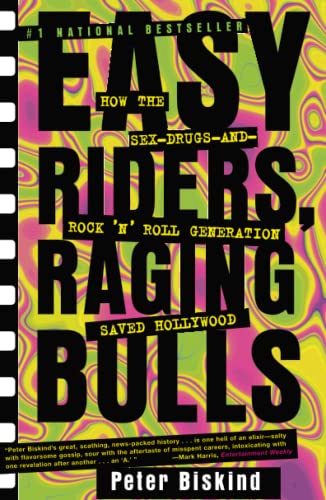 #1 NATIONAL BESTSELLER
EASY
HOW THE
SEX–DRUGS–AND–
RIDERS,
ROCK 'N' ROLL GENERATION
RAGING
SAVED HOLLYWOOD
BULLS
"Peter Biskind's great, scathing, news-packed history . . . is one hell of an elixir—salty
with flavorsome gossip, sour with the aftertaste of misspent careers, intoxicating with
one revelation after another . . . an 'A.' " —Mark Harris, Entertainment Weekly
Peter Biskind